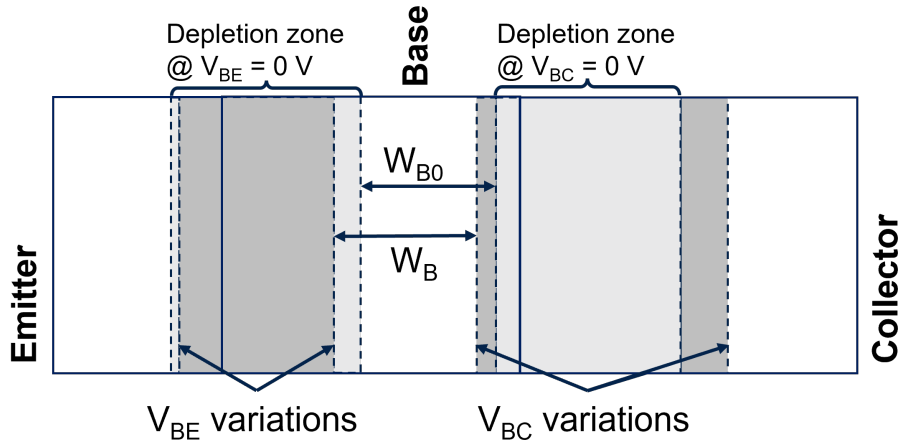 Depletion zone
@ V_BE = 0 V
Base
Depletion zone
@ V_BC = 0 V
W_B0
W_B
Emitter
Collector
V_BE variations
V_BC variations